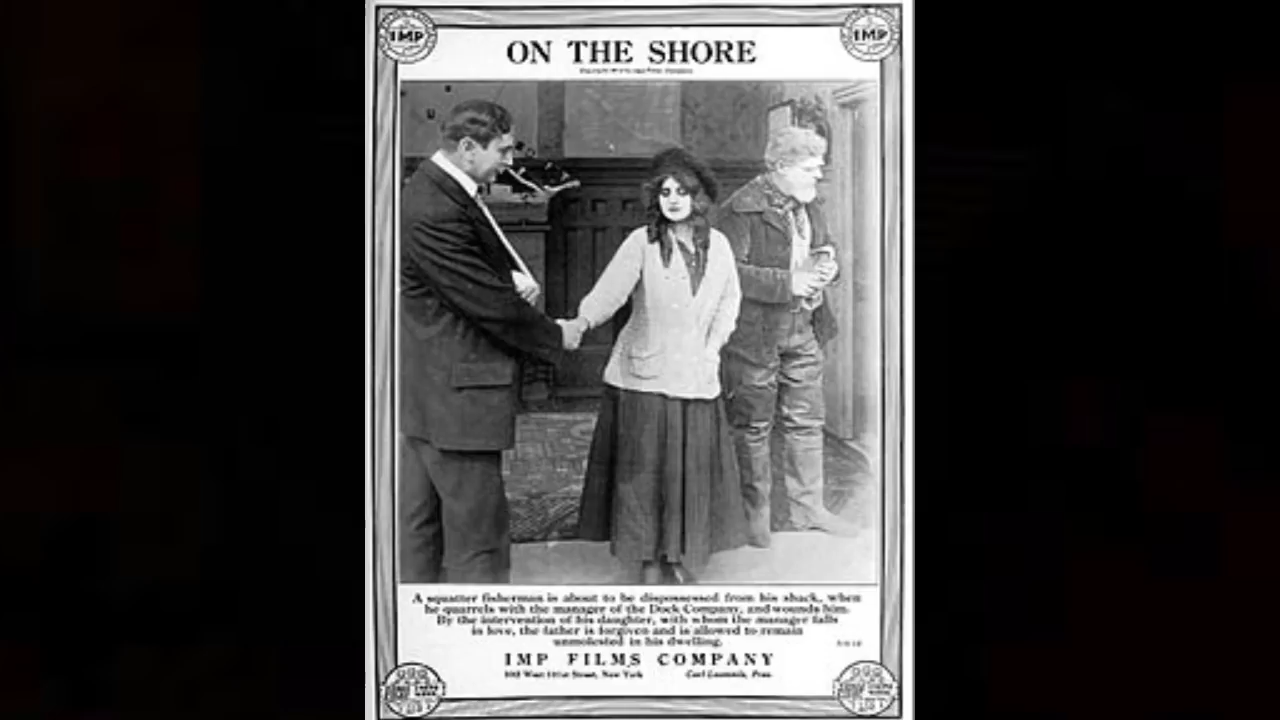 IMP
IMP
ON THE SHORE
A squatter fisherman is about to be dispossessed from his shack, when
he quarrels with the manager of the Dock Company, and wounds him.
By the intervention of his daughter, with whom the manager falls
in love, the father is forgiven and is allowed to remain
unmolested in his dwelling.
IMP FILMS COMPANY
West 101st Street, New York Carl Laemmle, Pres.